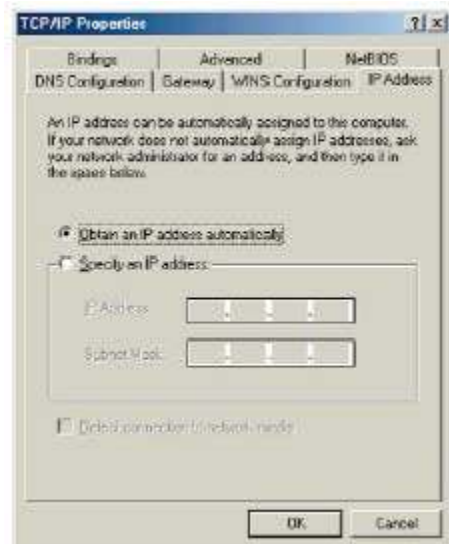 TCP/IP Properties
Bindings Advanced NetBIOS
DNS Configuration Gateway WINS Configuration IP Address
An IP address can be automatically assigned to this computer.
If your network does not automatically assign IP addresses, ask
your network administrator for an address, and then type it in
the space below.
Obtain an IP address automatically
Specify an IP address:
IP Address:
Subnet Mask:
Detect connection to network media
OK Cancel